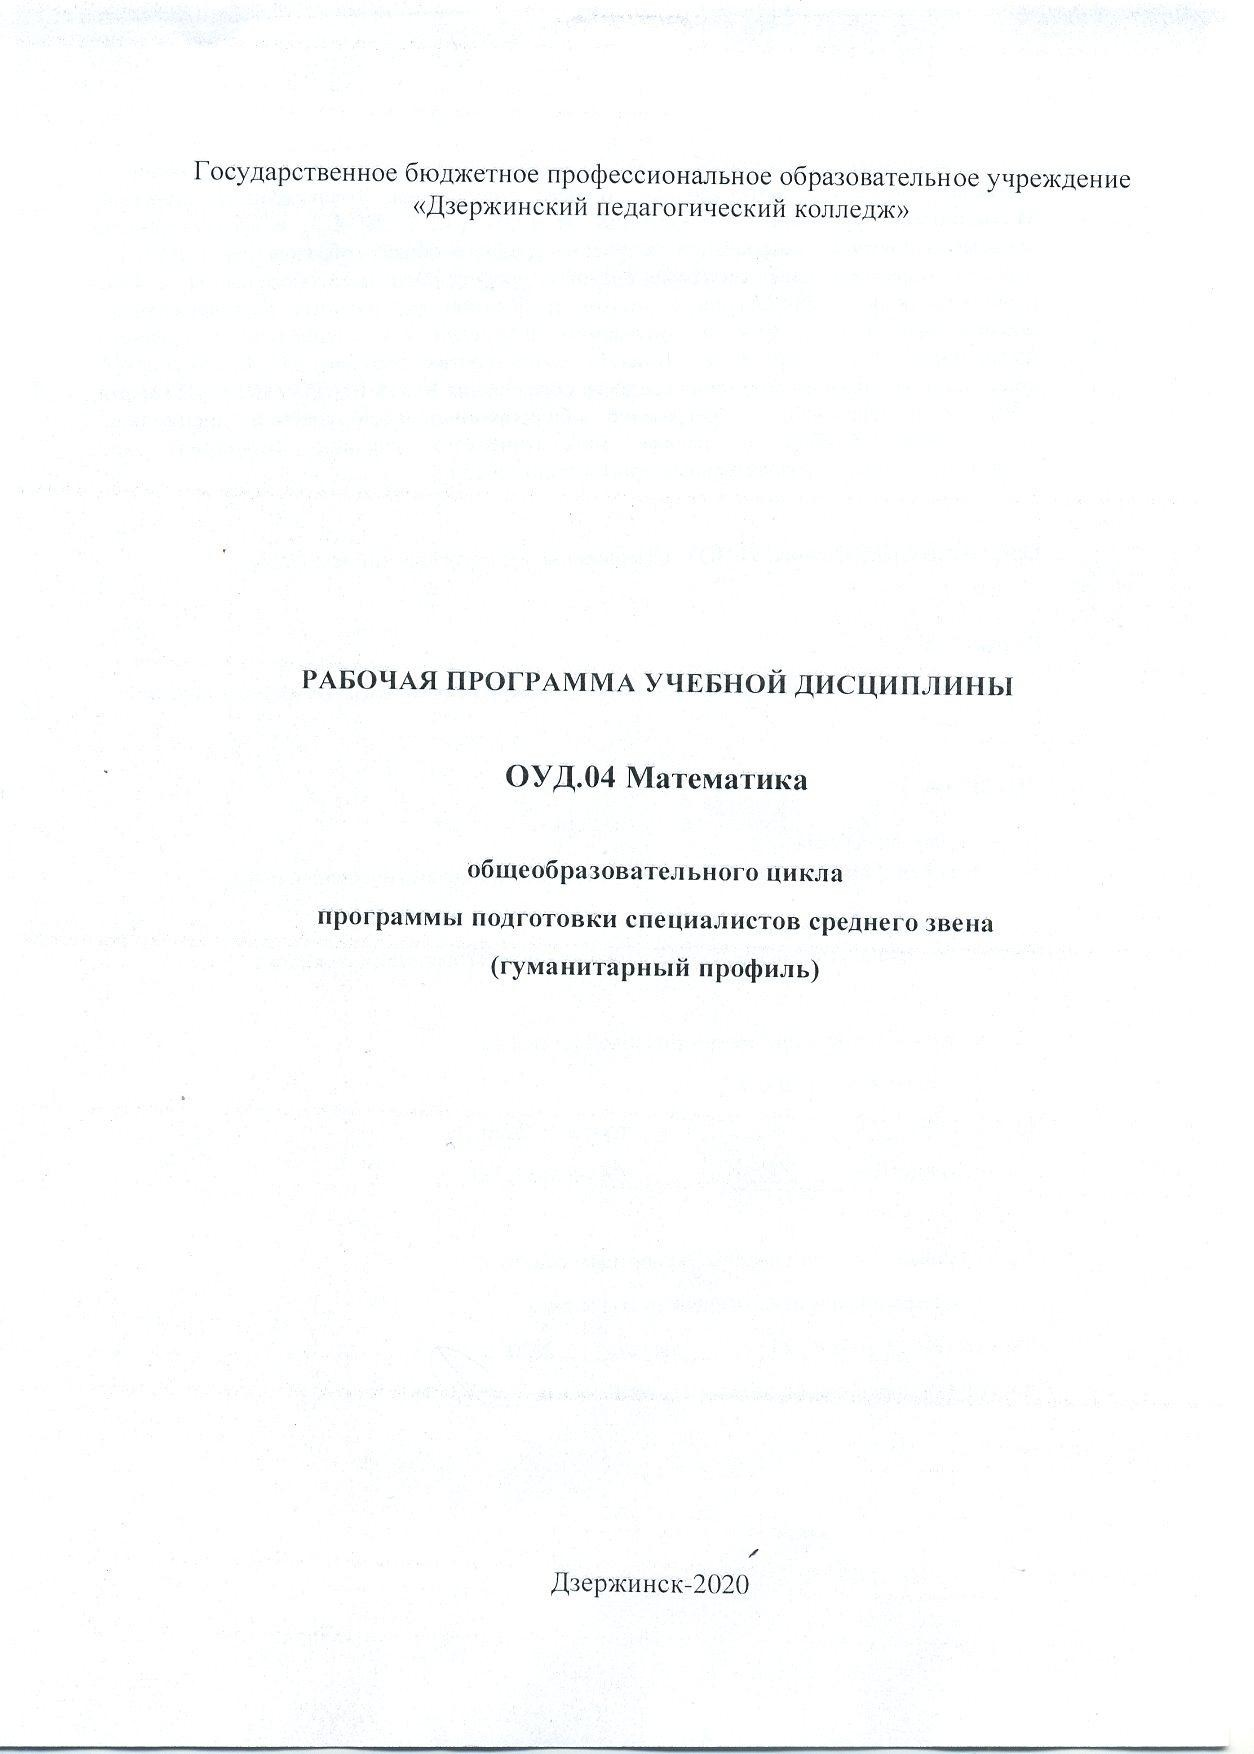 Государственное бюджетное профессиональное образовательное учреждение
«Дзержинский педагогический колледж»
РАБОЧАЯ ПРОГРАММА УЧЕБНОЙ ДИСЦИПЛИНЫ
ОУД.04 Математика
общеобразовательного цикла
программы подготовки специалистов среднего звена
(гуманитарный профиль)
Дзержинск-2020